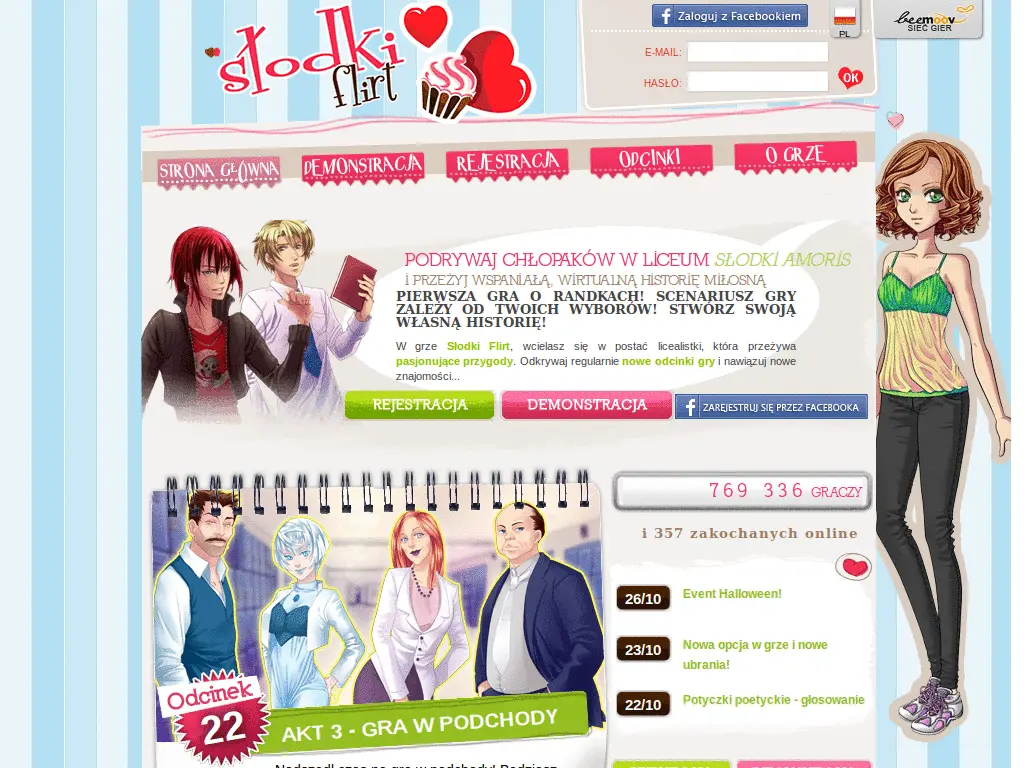 słodki
flirt
Zaloguj z Facebookiem
PL
beemoov
SIEĆ GIER
E-MAIL:
HASŁO:
OK
STRONA GŁÓWNA
DEMONSTRACJA
REJESTRACJA
ODCINKI
O GRZE
PODRYWAJ CHŁOPAKÓW W LICEUM SŁODKI AMORIS
I PRZEŻYJ WSPANIAŁĄ, WIRTUALNĄ HISTORIĘ MIŁOSNĄ
PIERWSZA GRA O RANDKACH! SCENARIUSZ GRY
ZALEŻY OD TWOICH WYBORÓW! STWÓRZ SWOJĄ
WŁASNĄ HISTORIĘ!
W grze Słodki Flirt, wcielasz się w postać licealistki, która przeżywa
pasjonujące przygody. Odkrywaj regularnie nowe odcinki gry i nawiązuj nowe
znajomości...
REJESTRACJA
DEMONSTRACJA
ZAREJESTRUJ SIĘ PRZEZ FACEBOOKA
769 336 GRACZY
i 357 zakochanych online
26/10
Event Halloween!
23/10
Nowa opcja w grze i nowe
ubrania!
22/10
Potyczki poetyckie - głosowanie
Odcinek
22
AKT 3 - GRA W PODCHODY